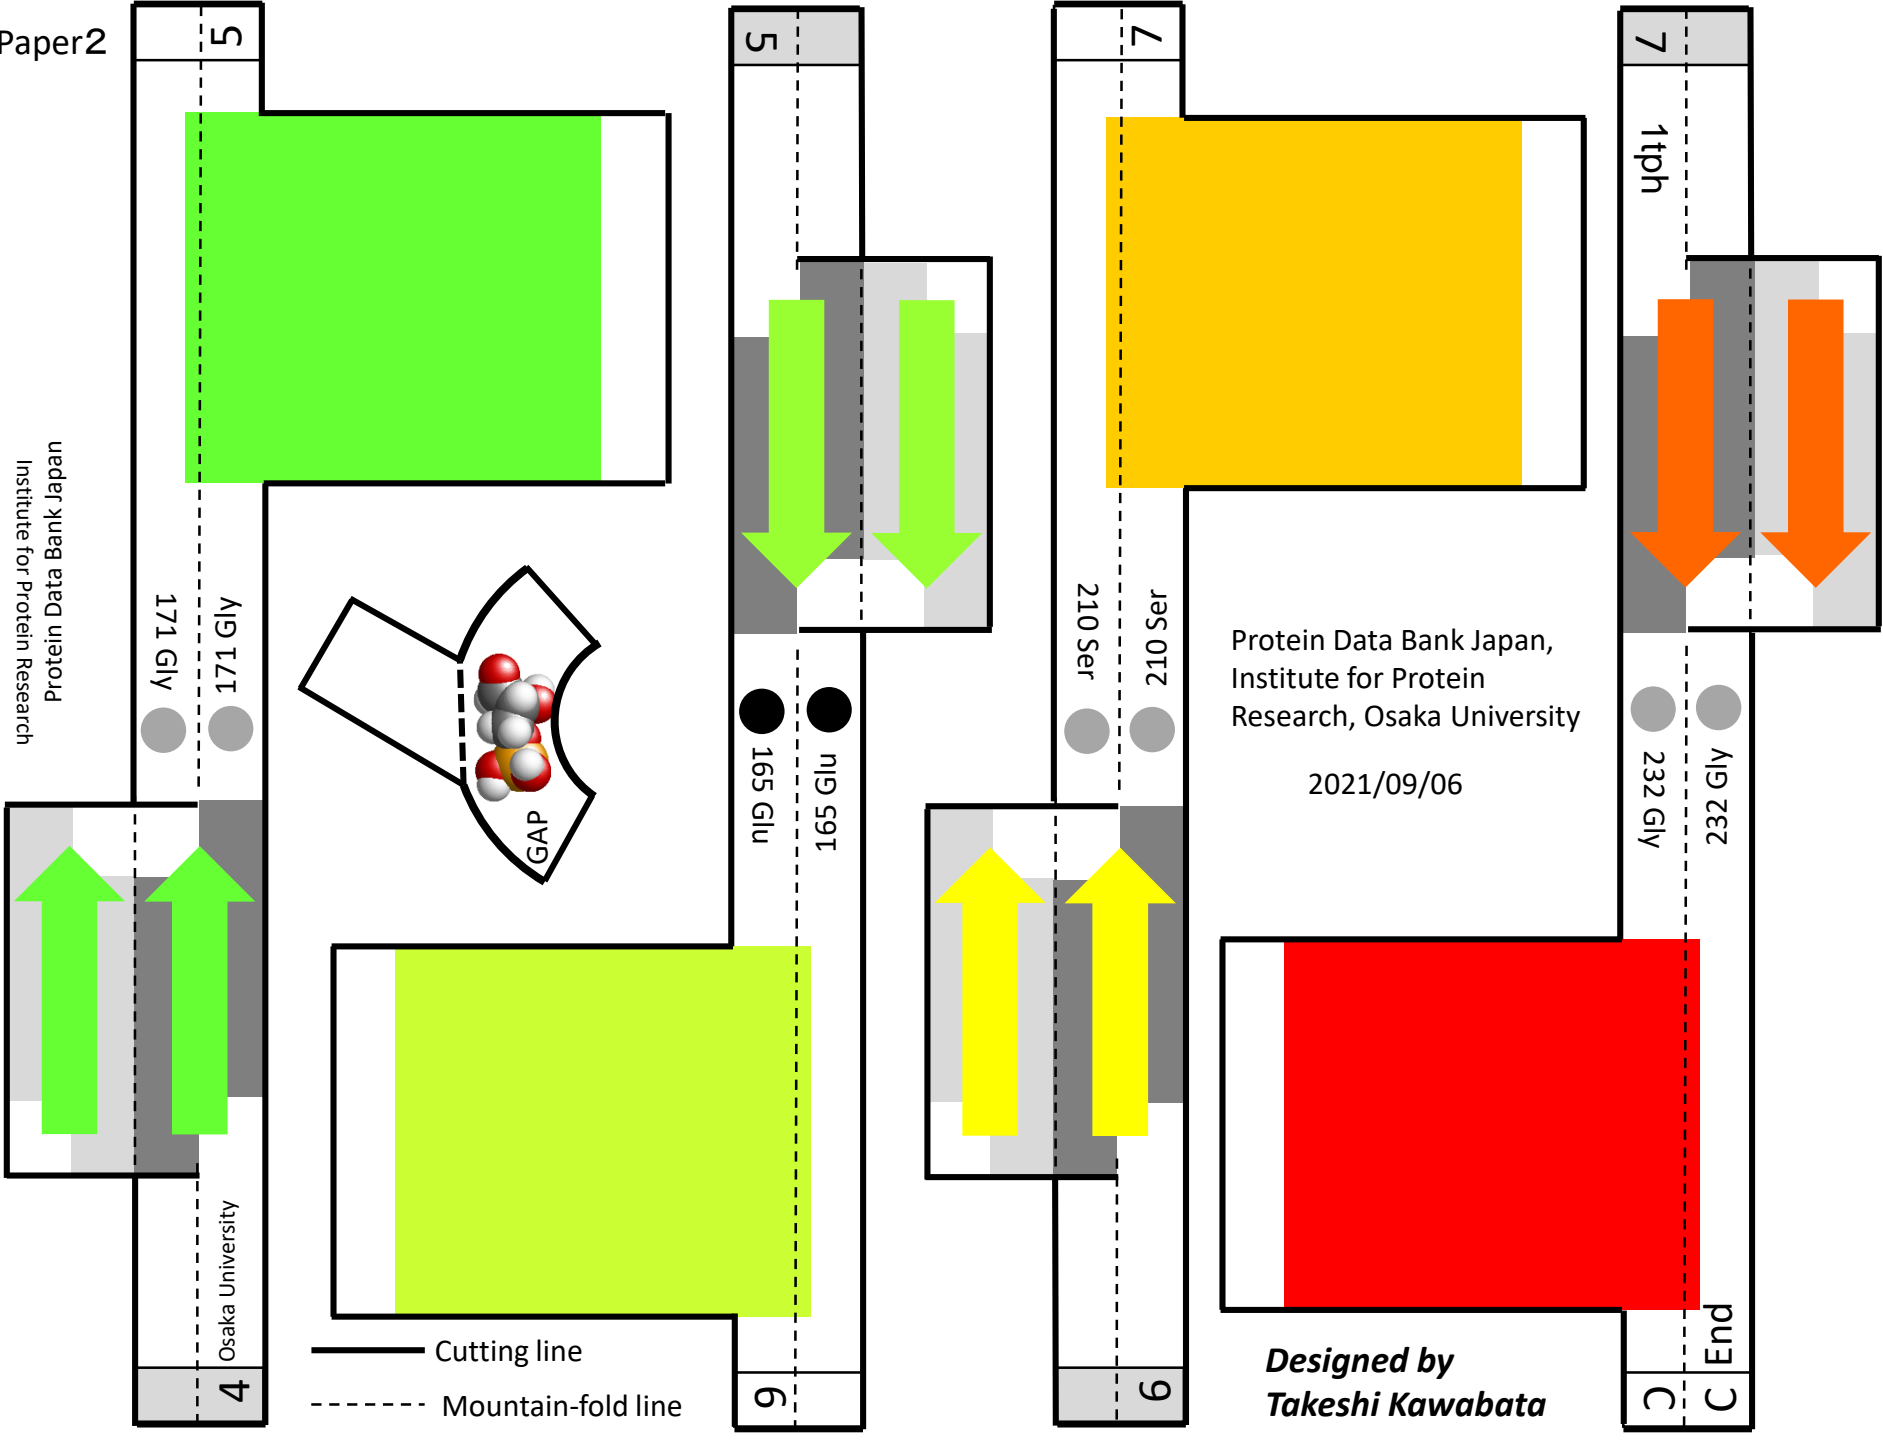 Paper2
5
5
7
7
1tph
Protein Data Bank Japan
Institute for Protein Research
171 Gly
171 Gly
GAP
165 Glu
165 Glu
210 Ser
210 Ser
Protein Data Bank Japan,
Institute for Protein
Research, Osaka University
2021/09/06
232 Gly
232 Gly
Osaka University
4
Cutting line
Mountain-fold line
6
6
Designed by
Takeshi Kawabata
End
C
C